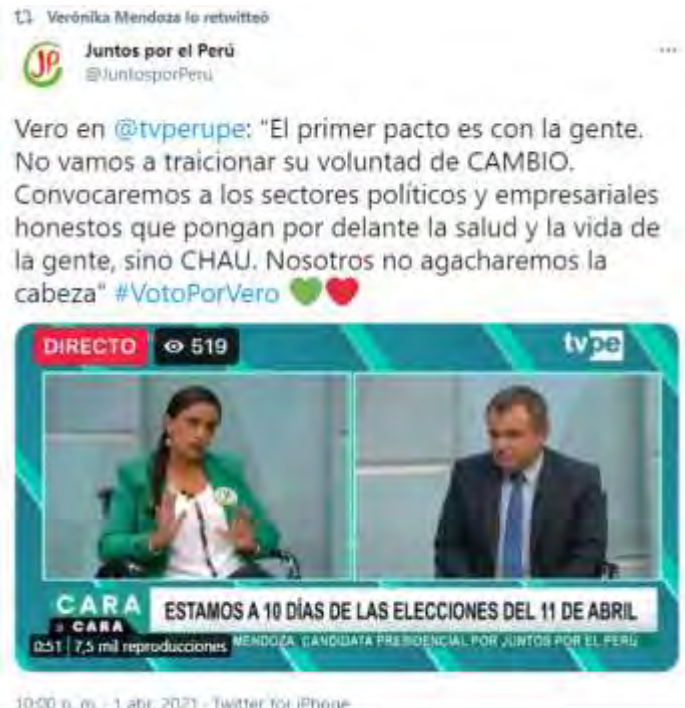 Verónika Mendoza lo retwitteó
JP
Juntos por el Perú
@JuntosporPeru
Vero en @tvperupe: "El primer pacto es con la gente.
No vamos a traicionar su voluntad de CAMBIO.
Convocaremos a los sectores políticos y empresariales
honestos que pongan por delante la salud y la vida de
la gente, sino CHAU. Nosotros no agacharemos la
cabeza" #VotoPorVero
DIRECTO 519
tvpe
CARA
a CARA
ESTAMOS A 10 DÍAS DE LAS ELECCIONES DEL 11 DE ABRIL
0:51 7,5 mil reproducciones
MENDOZA, CANDIDATA PRESIDENCIAL POR JUNTOS POR EL PERÚ
10:00 p. m. · 1 abr. 2021 · Twitter for iPhone